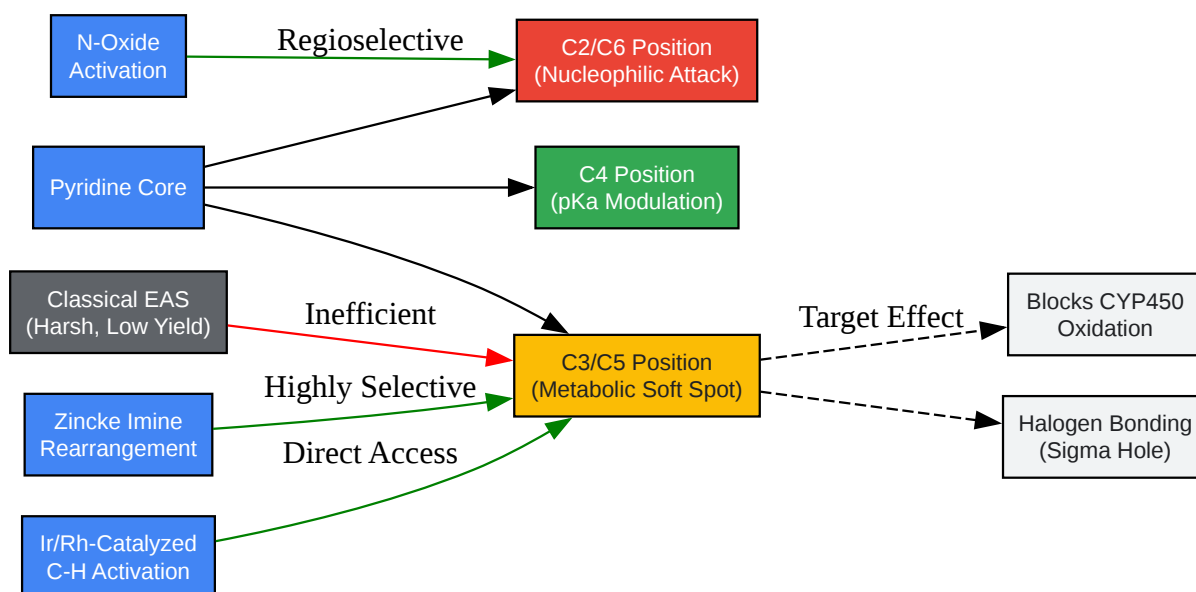 N-Oxide
Activation
Regioselective
C2/C6 Position
(Nucleophilic Attack)
Pyridine Core
C4 Position
(pKa Modulation)
Classical EAS
(Harsh, Low Yield)
Inefficient
C3/C5 Position
(Metabolic Soft Spot)
Target Effect
Blocks CYP450
Oxidation
Highly Selective
Zincke Imine
Rearrangement
Halogen Bonding
(Sigma Hole)
Direct Access
Ir/Rh-Catalyzed
C-H Activation